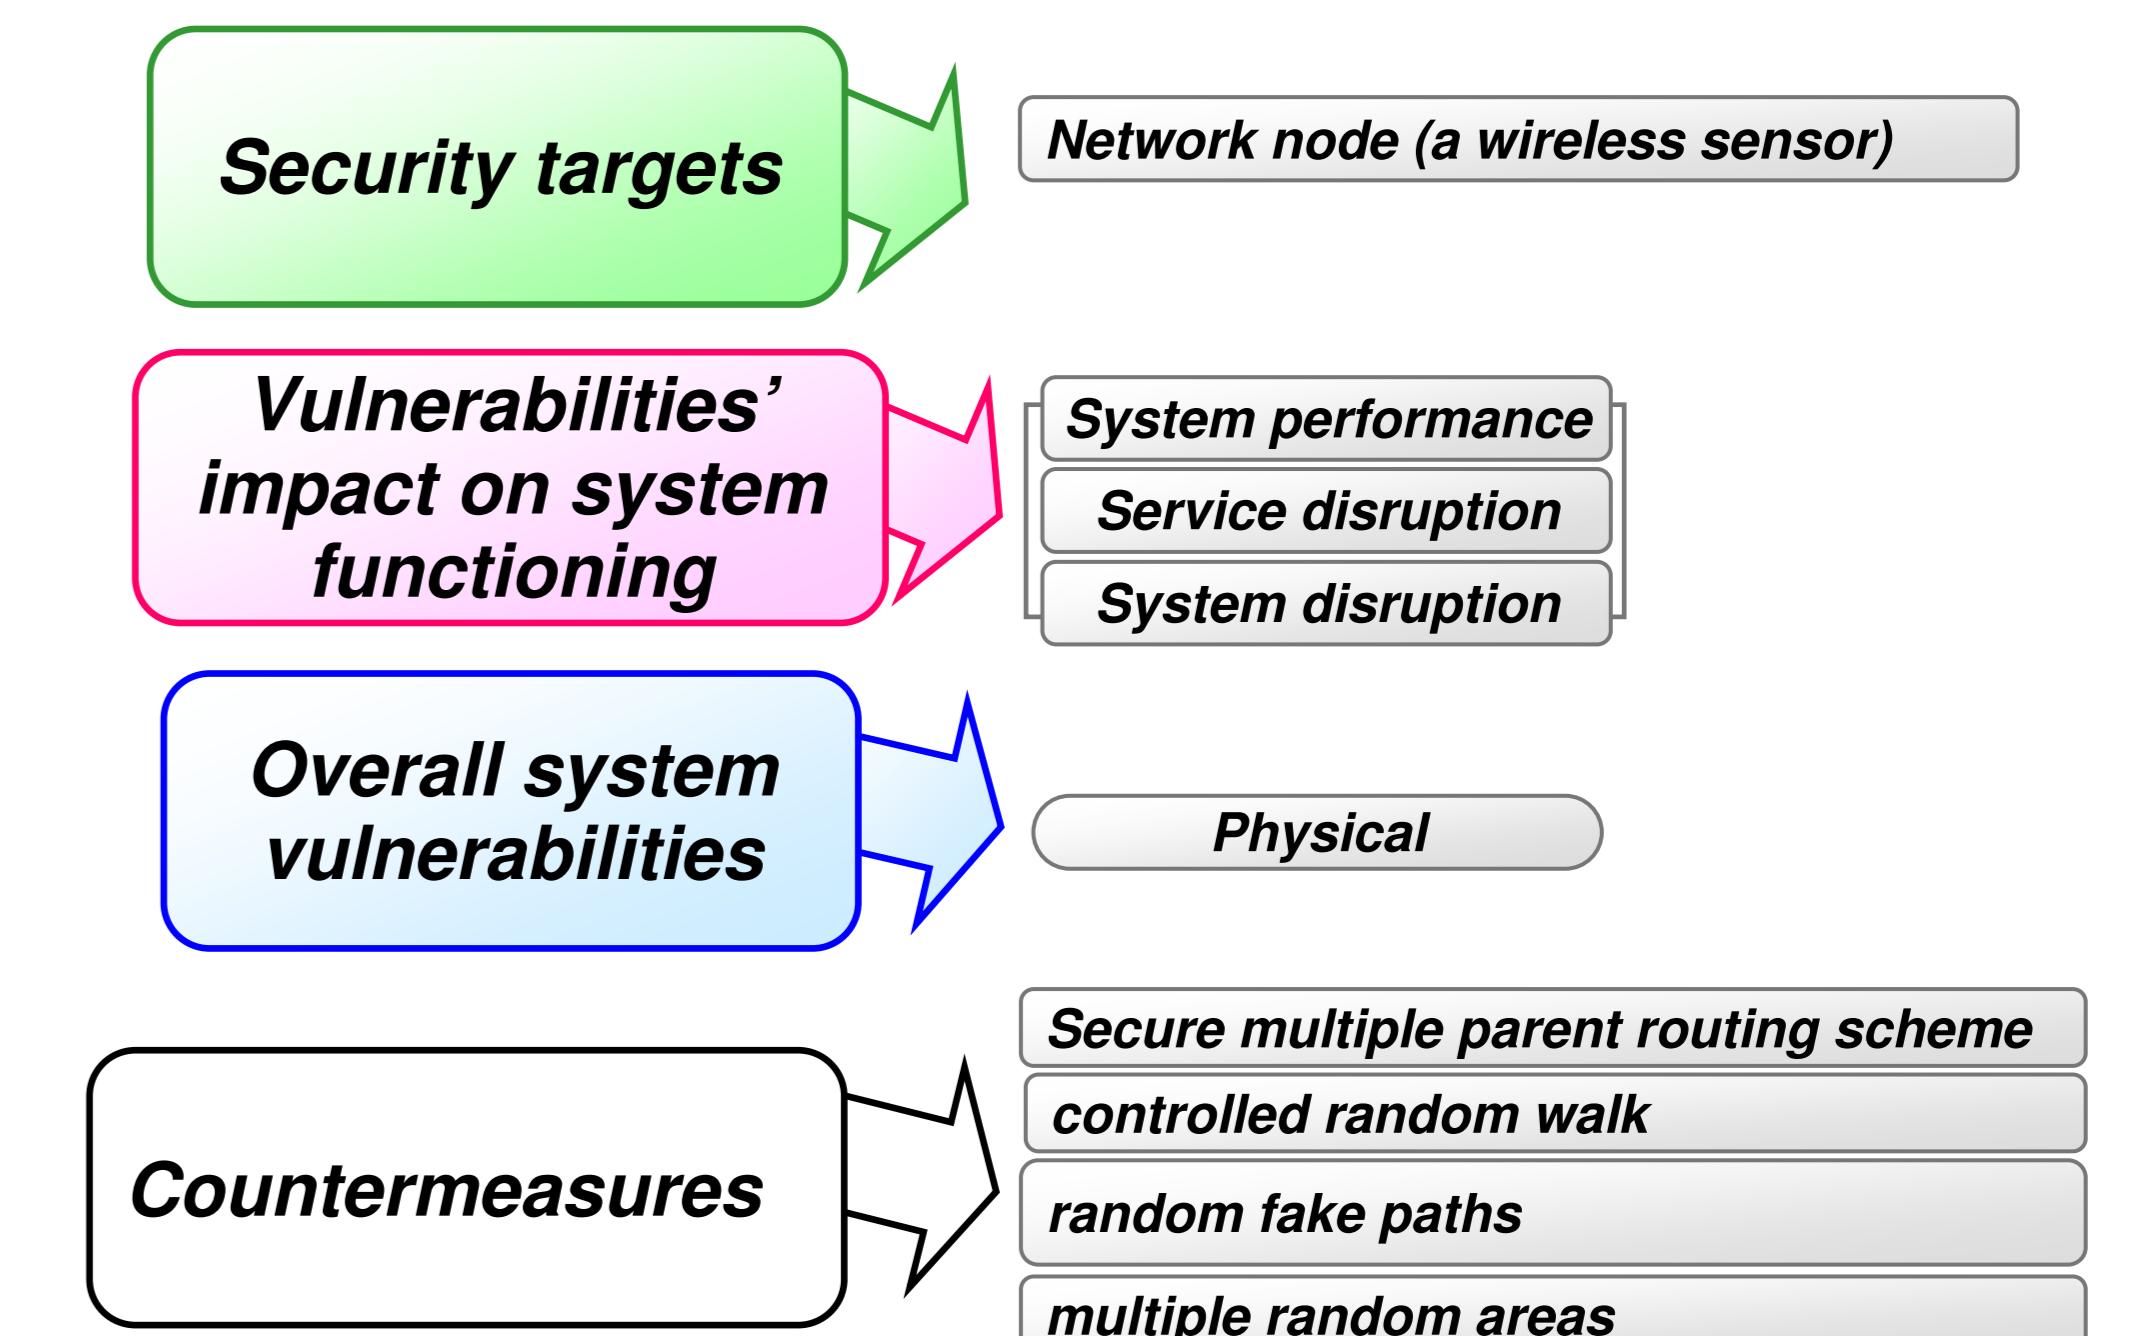 Security targets
Network node (a wireless sensor)
Vulnerabilities’
impact on system
functioning
System performance
Service disruption
System disruption
Overall system
vulnerabilities
Physical
Countermeasures
Secure multiple parent routing scheme
controlled random walk
random fake paths
multiple random areas